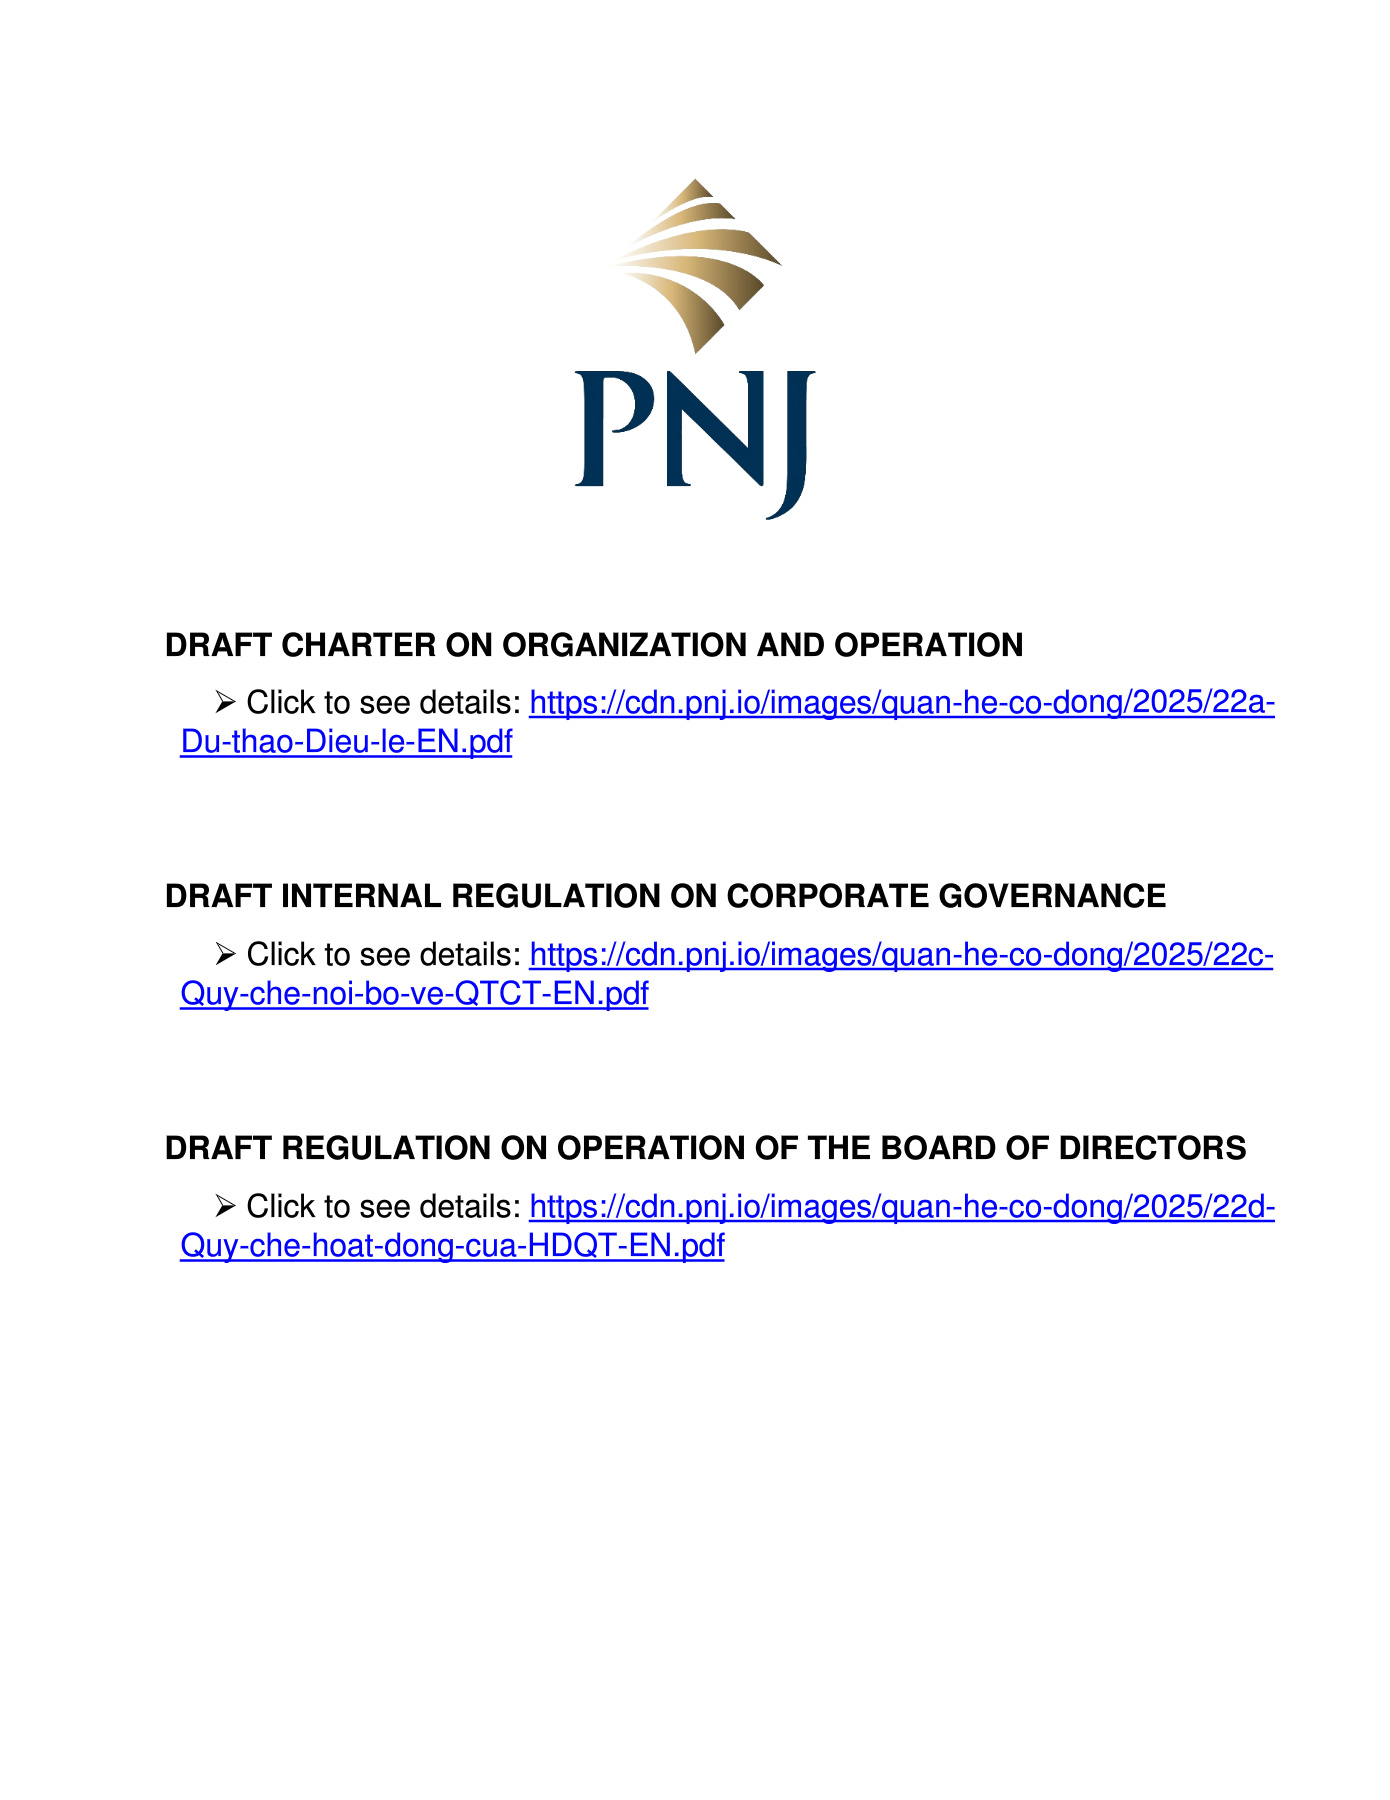 PNJ
DRAFT CHARTER ON ORGANIZATION AND OPERATION
➢ Click to see details: https://cdn.pnj.io/images/quan-he-co-dong/2025/22a-
Du-thao-Dieu-le-EN.pdf
DRAFT INTERNAL REGULATION ON CORPORATE GOVERNANCE
➢ Click to see details: https://cdn.pnj.io/images/quan-he-co-dong/2025/22c-
Quy-che-noi-bo-ve-QTCT-EN.pdf
DRAFT REGULATION ON OPERATION OF THE BOARD OF DIRECTORS
➢ Click to see details: https://cdn.pnj.io/images/quan-he-co-dong/2025/22d-
Quy-che-hoat-dong-cua-HDQT-EN.pdf